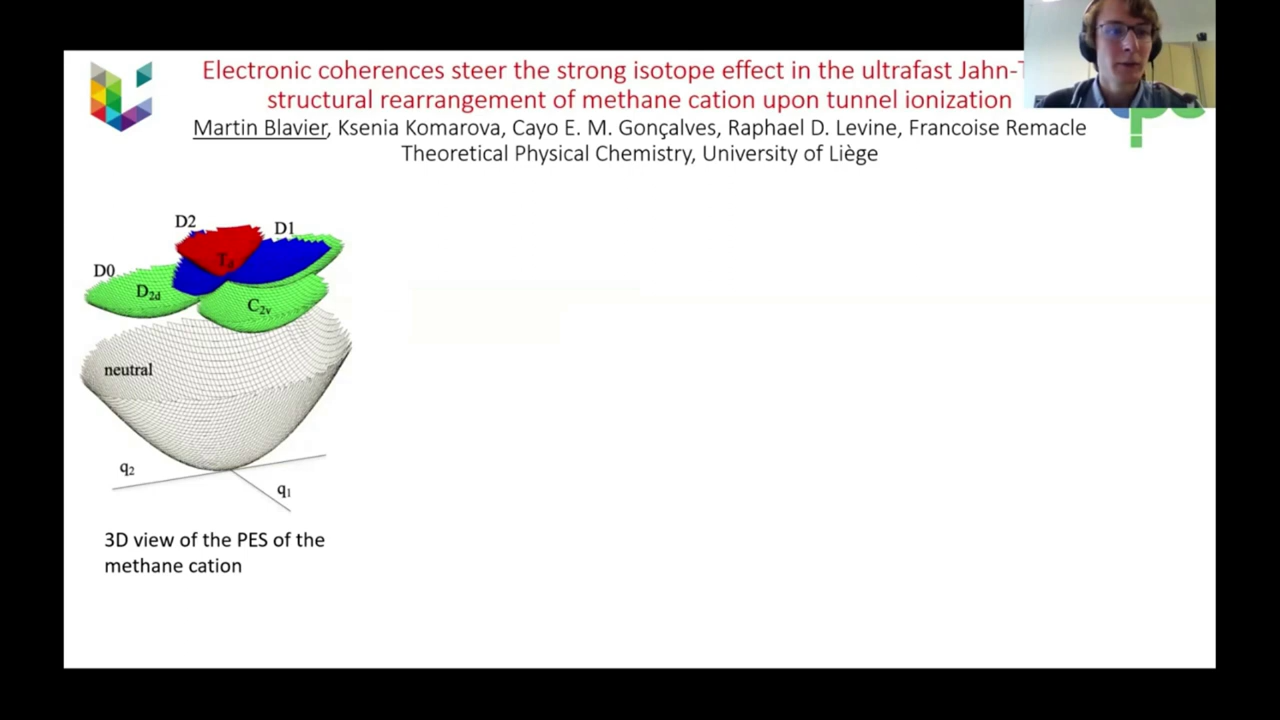 Electronic coherences steer the strong isotope effect in the ultrafast
structural rearrangement of methane cation upon tunnel ionization
Martin Blavier, Ksenia Komarova, Cayo E. M. Gonçalves, Raphael D. Levine, Francoise Remacle
Theoretical Physical Chemistry, University of Liège
D2
D1
D0
Td
D2d
C2v
neutral
q2
q1
3D view of the PES of the
methane cation